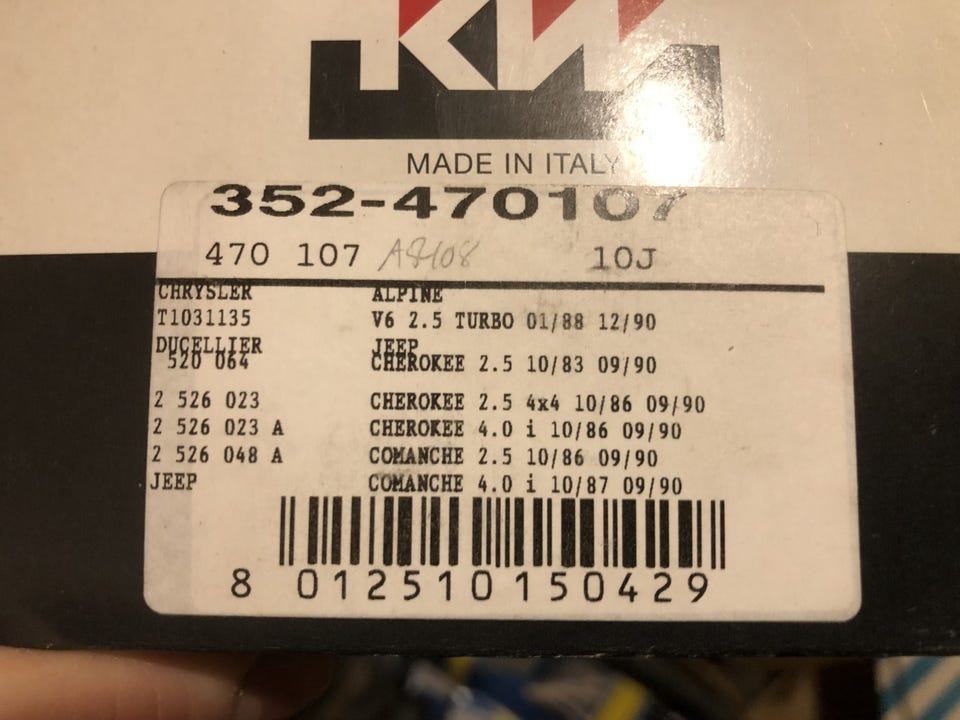 KW
MADE IN ITALY
352-470107
470 107 A8108 10J
CHRYSLER ALPINE
T1031135 V6 2.5 TURBO 01/88 12/90
DUCELLIER JEEP
520 064 CHEROKEE 2.5 10/83 09/90
2 526 023 CHEROKEE 2.5 4x4 10/86 09/90
2 526 023 A CHEROKEE 4.0 i 10/86 09/90
2 526 048 A COMANCHE 2.5 10/86 09/90
JEEP COMANCHE 4.0 i 10/87 09/90
8 012510 150429